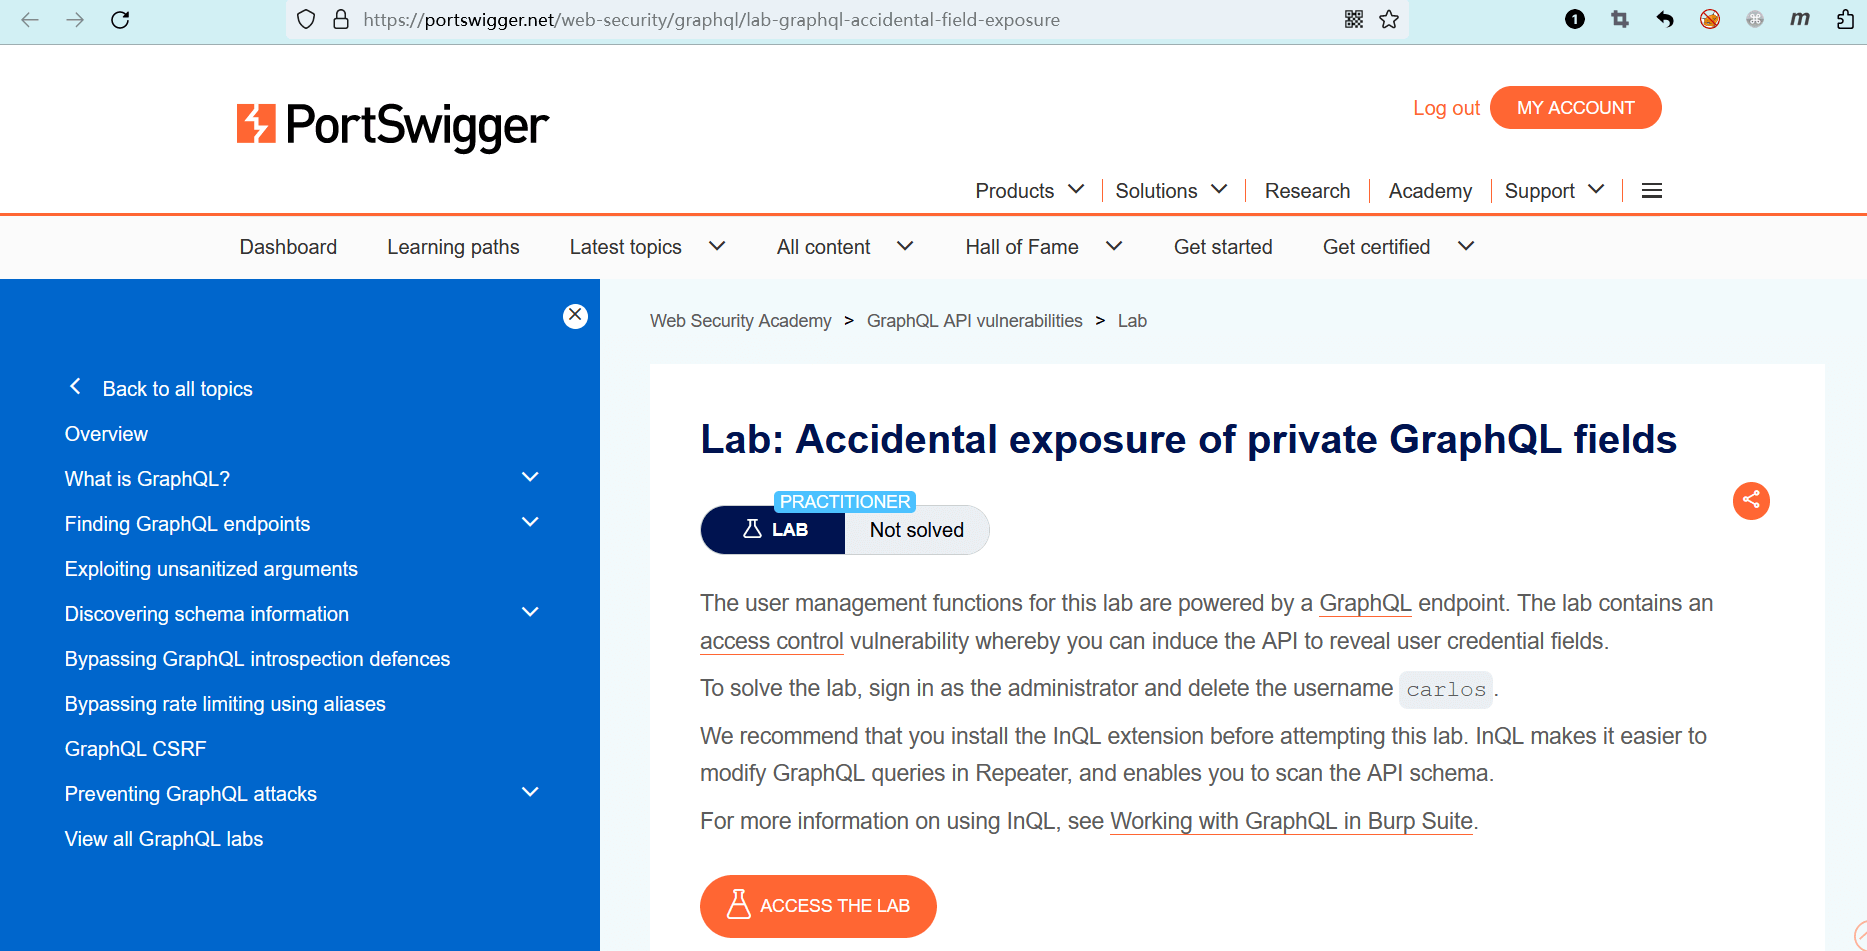 https://portswigger.net/web-security/graphql/lab-graphql-accidental-field-exposure
1
m
PortSwigger
Log out
MY ACCOUNT
Products
Solutions
Research
Academy
Support
Dashboard
Learning paths
Latest topics
All content
Hall of Fame
Get started
Get certified
Back to all topics
Overview
What is GraphQL?
Finding GraphQL endpoints
Exploiting unsanitized arguments
Discovering schema information
Bypassing GraphQL introspection defences
Bypassing rate limiting using aliases
GraphQL CSRF
Preventing GraphQL attacks
View all GraphQL labs
Web Security Academy > GraphQL API vulnerabilities > Lab
Lab: Accidental exposure of private GraphQL fields
PRACTITIONER
LAB
Not solved
The user management functions for this lab are powered by a GraphQL endpoint. The lab contains an
access control vulnerability whereby you can induce the API to reveal user credential fields.
To solve the lab, sign in as the administrator and delete the username carlos.
We recommend that you install the InQL extension before attempting this lab. InQL makes it easier to
modify GraphQL queries in Repeater, and enables you to scan the API schema.
For more information on using InQL, see Working with GraphQL in Burp Suite.
ACCESS THE LAB